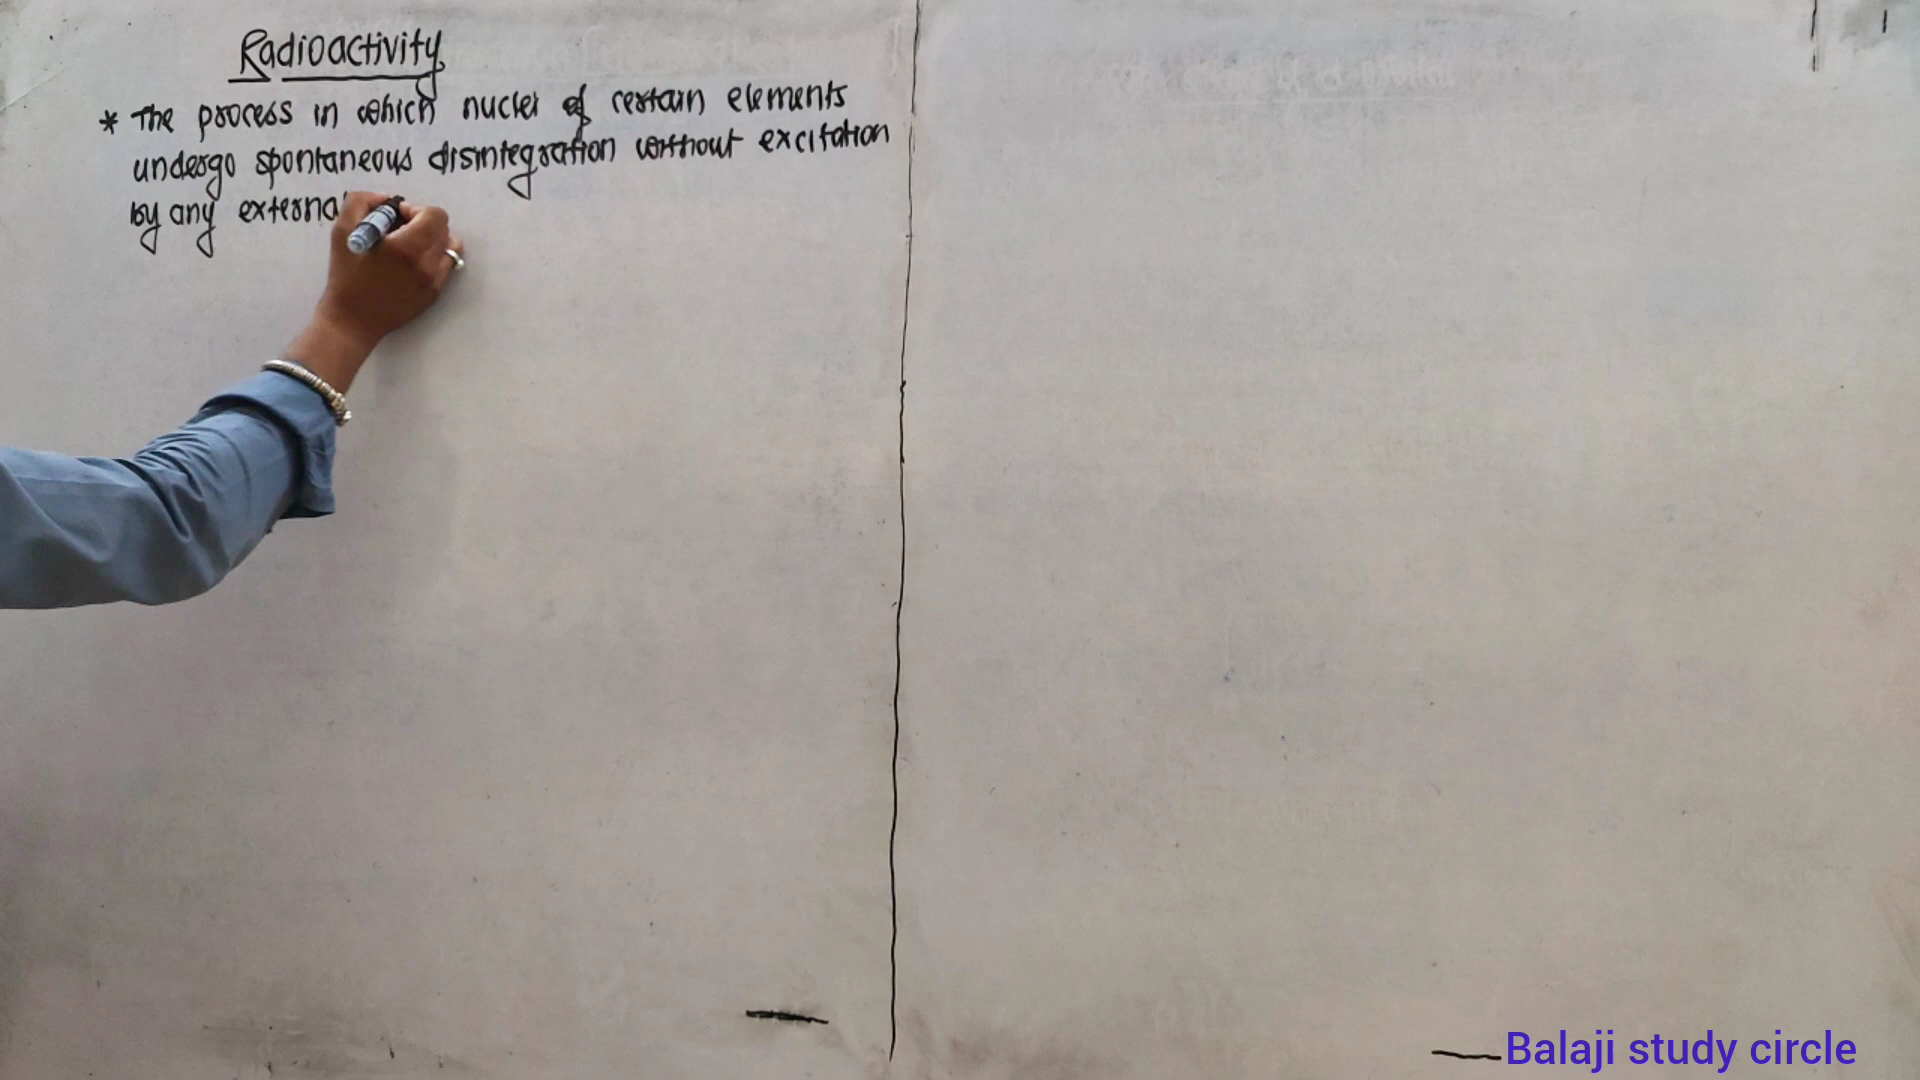 Radioactivity
* The process in which nuclei of certain elements
undergo spontaneous disintegration without excitation
by any external
Balaji study circle